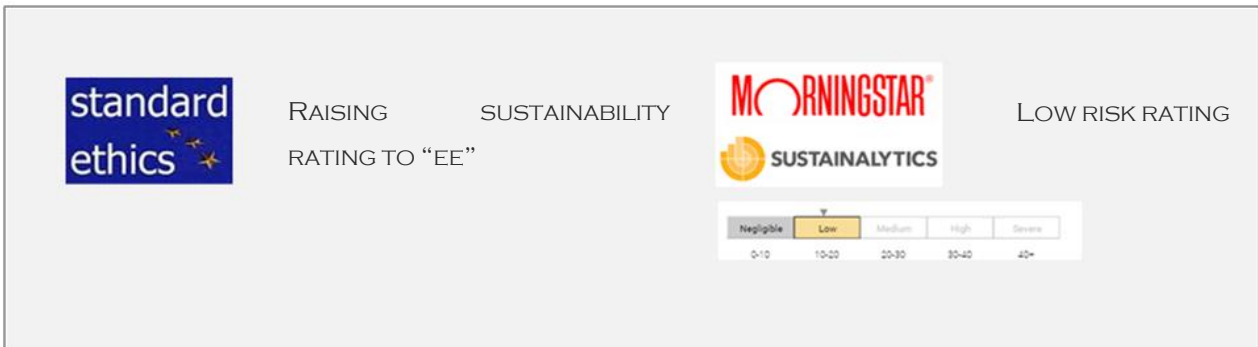 standard
ethics
RAISING SUSTAINABILITY
RATING TO “EE”
MORNINGSTAR®
SUSTAINALYTICS
LOW RISK RATING
Negligible Low Medium High Severe
0-10 10-20 20-30 30-40 40+